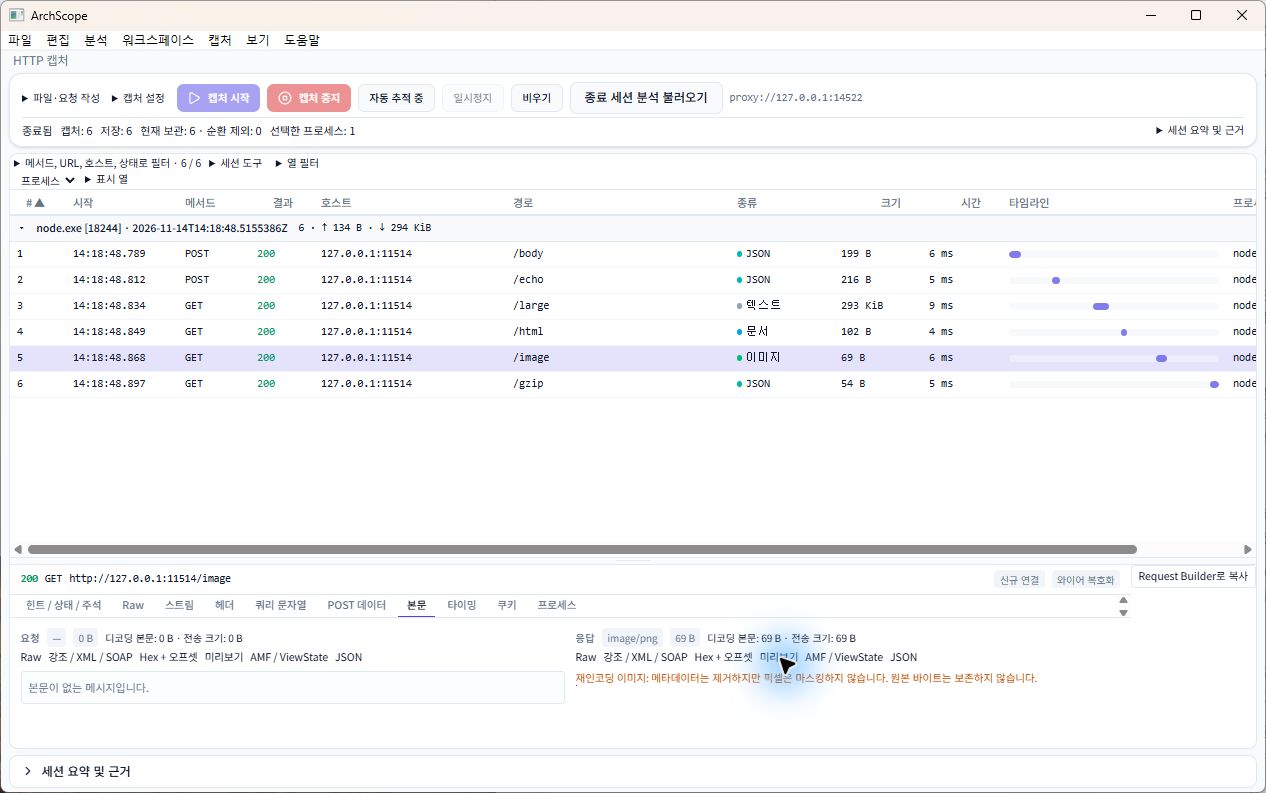 ArchScope
파일 편집 분석 워크스페이스 캡처 보기 도움말
HTTP 캡처
▶ 파일·요청 작성 ▶ 캡처 설정 캡처 시작 캡처 중지 자동 추적 중 일시정지 비우기 종료 세션 분석 불러오기 proxy://127.0.0.1:14522
종료됨 캡처: 6 저장: 6 현재 보관: 6 · 순환 제외: 0 선택한 프로세스: 1 ▶ 세션 요약 및 근거
▶ 메서드, URL, 호스트, 상태로 필터 · 6 / 6 ▶ 세션 도구 ▶ 열 필터
프로세스 ▶ 표시 열
# ▲ 시작 메서드 결과 호스트 경로 종류 크기 시간 타임라인 프로
node.exe [18244] · 2026-11-14T14:18:48.5155386Z 6 · ↑ 134 B · ↓ 294 KiB
1 14:18:48.789 POST 200 127.0.0.1:11514 /body JSON 199 B 6 ms node
2 14:18:48.812 POST 200 127.0.0.1:11514 /echo JSON 216 B 5 ms node
3 14:18:48.834 GET 200 127.0.0.1:11514 /large 텍스트 293 KiB 9 ms node
4 14:18:48.849 GET 200 127.0.0.1:11514 /html 문서 102 B 4 ms node
5 14:18:48.868 GET 200 127.0.0.1:11514 /image 이미지 69 B 6 ms node
6 14:18:48.897 GET 200 127.0.0.1:11514 /gzip JSON 54 B 5 ms node
200 GET http://127.0.0.1:11514/image 신규 연결 와이어 복호화 Request Builder로 복사
힌트 / 상태 / 주석 Raw 스트림 헤더 쿼리 문자열 POST 데이터 본문 타이밍 쿠키 프로세스
요청 — 0 B 디코딩 본문: 0 B · 전송 크기: 0 B
Raw 강조 / XML / SOAP Hex + 오프셋 미리보기 AMF / ViewState JSON
본문이 없는 메시지입니다.
응답 image/png 69 B 디코딩 본문: 69 B · 전송 크기: 69 B
Raw 강조 / XML / SOAP Hex + 오프셋 미리보기 AMF / ViewState JSON
재인코딩 이미지: 메타데이터는 제거하지만 픽셀은 마스킹하지 않습니다. 원본 바이트는 보존하지 않습니다.
세션 요약 및 근거